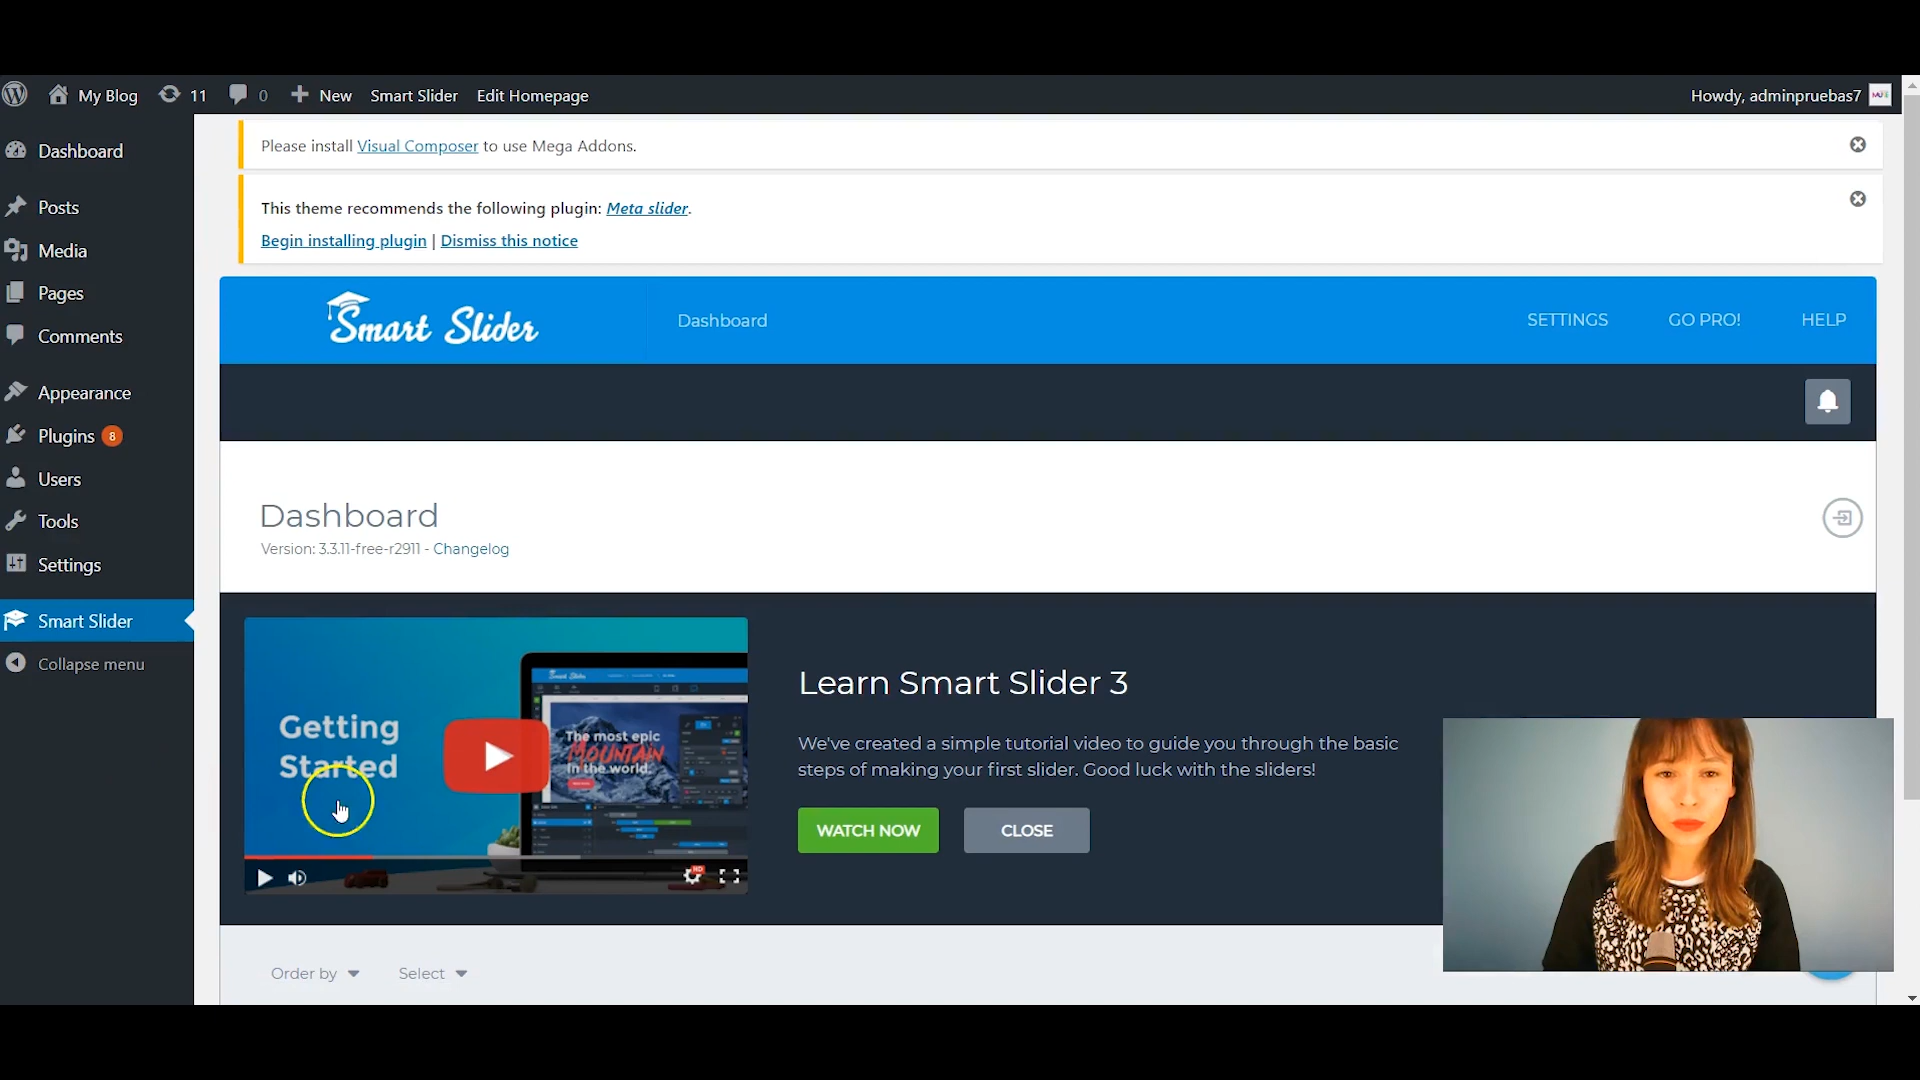 My Blog 11 0 New Smart Slider Edit Homepage Howdy, adminpruebas7
Dashboard
Posts
Media
Pages
Comments
Appearance
Plugins 8
Users
Tools
Settings
Smart Slider
Collapse menu
Please install Visual Composer to use Mega Addons.
This theme recommends the following plugin: Meta slider.
Begin installing plugin | Dismiss this notice
Smart Slider Dashboard SETTINGS GO PRO! HELP
Dashboard
Version: 3.3.11-free-r2911 - Changelog
Getting
Started
The most epic
MOUNTAIN
in the world.
HD
Learn Smart Slider 3
We've created a simple tutorial video to guide you through the basic
steps of making your first slider. Good luck with the sliders!
WATCH NOW CLOSE
Order by Select